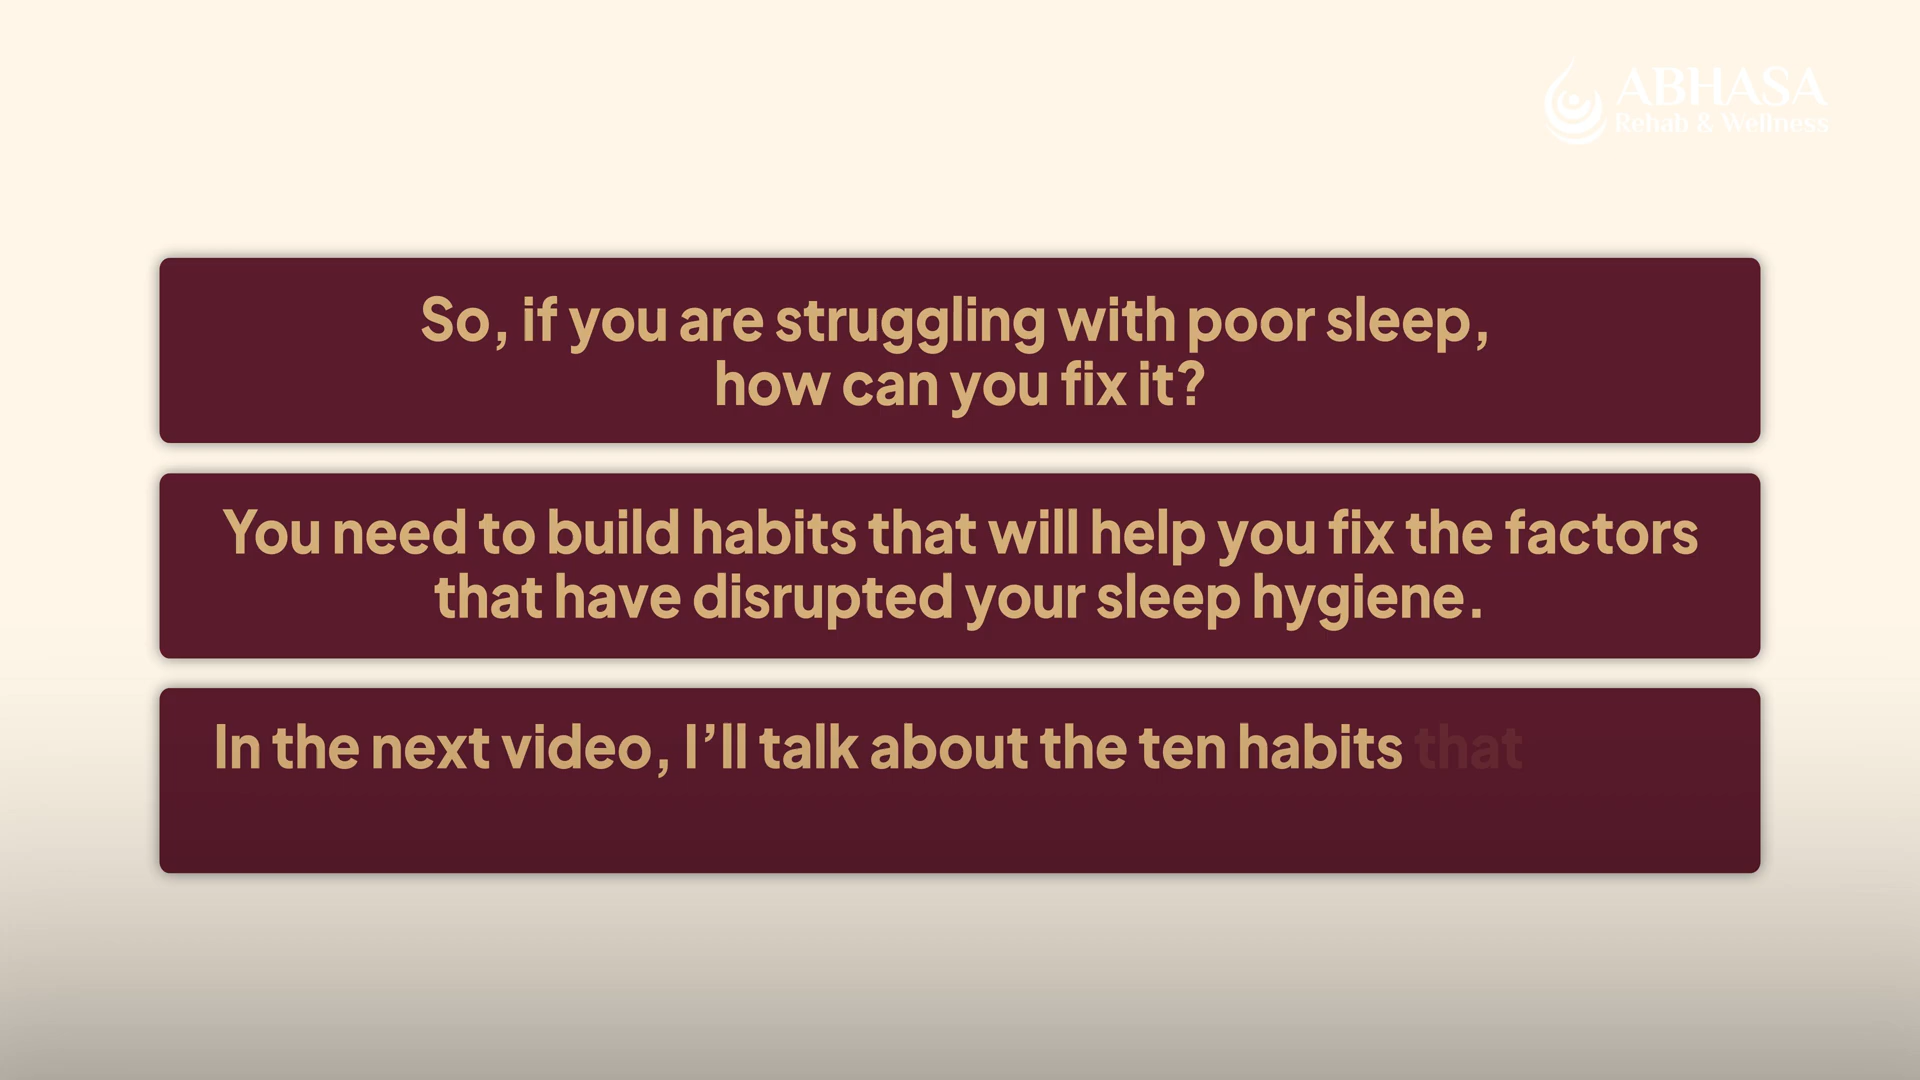 ABHASA
Rehab & Wellness
So, if you are struggling with poor sleep,
how can you fix it?
You need to build habits that will help you fix the factors
that have disrupted your sleep hygiene.
In the next video, I’ll talk about the ten habits that